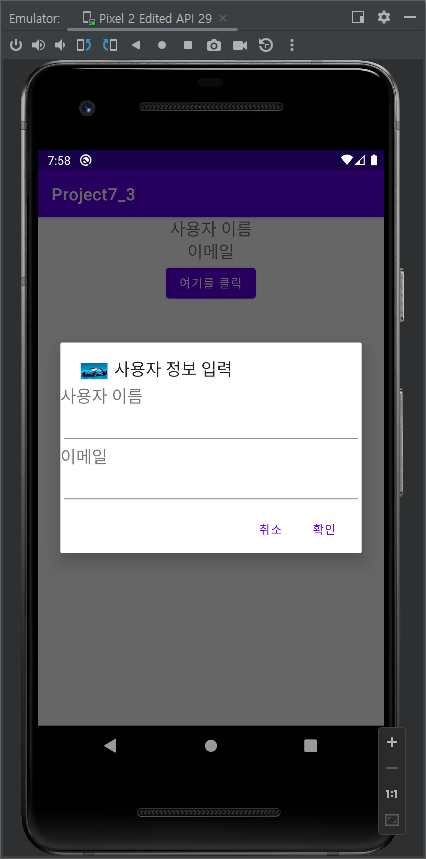 Emulator: Pixel 2 Edited API 29
7:58
Project7_3
사용자 이름
이메일
여기를 클릭
사용자 정보 입력
사용자 이름
이메일
취소 확인
1:1